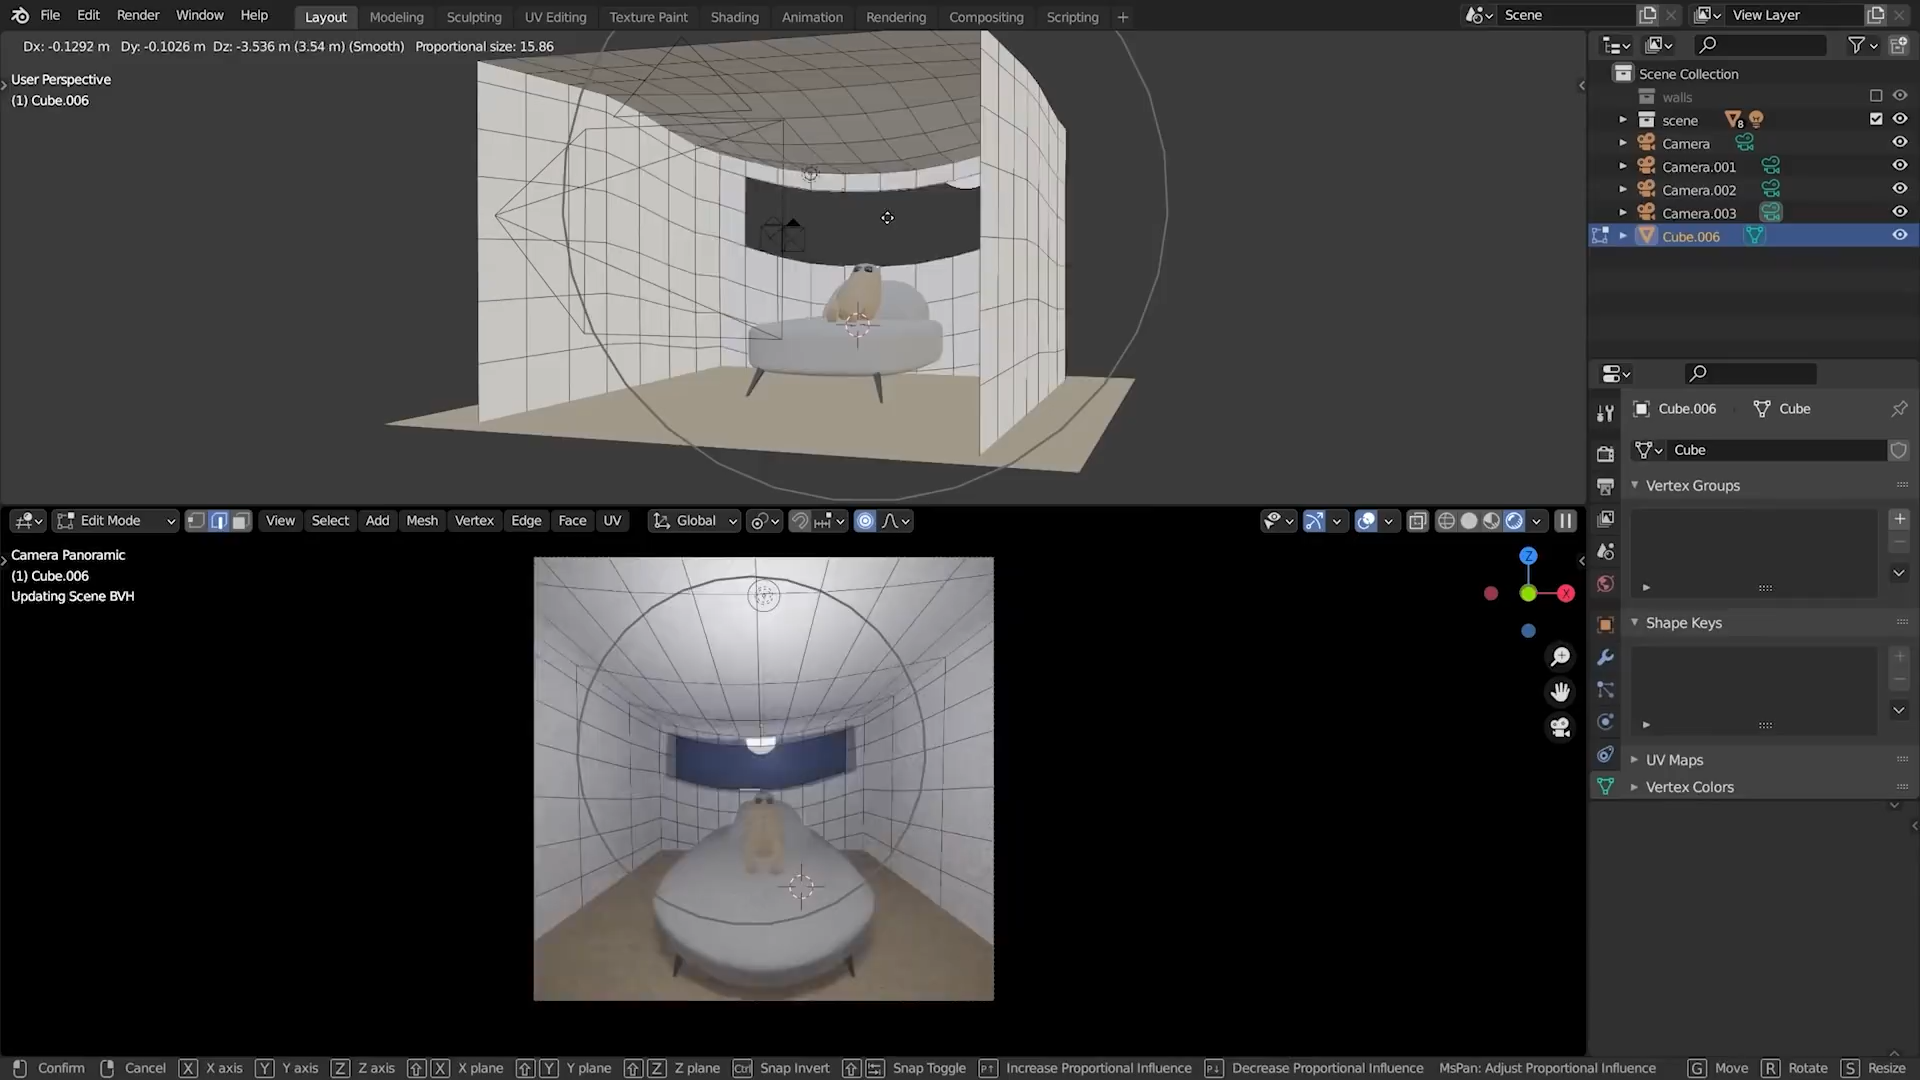 File Edit Render Window Help Layout Modeling Sculpting UV Editing Texture Paint Shading Animation Rendering Compositing Scripting + Scene View Layer
Dx: -0.1292 m Dy: -0.1026 m Dz: -3.536 m (3.54 m) (Smooth) Proportional size: 15.86
User Perspective
(1) Cube.006
Scene Collection
walls
scene 8
Camera
Camera.001
Camera.002
Camera.003
Cube.006
Cube.006 Cube
Cube
Vertex Groups
Shape Keys
UV Maps
Vertex Colors
Edit Mode View Select Add Mesh Vertex Edge Face UV Global
Camera Panoramic
(1) Cube.006
Updating Scene BVH
Z
X
Confirm Cancel X X axis Y Y axis Z Z axis X X plane Y Y plane Z Z plane Ctrl Snap Invert Snap Toggle Increase Proportional Influence Decrease Proportional Influence MsPan: Adjust Proportional Influence G Move R Rotate S Resize